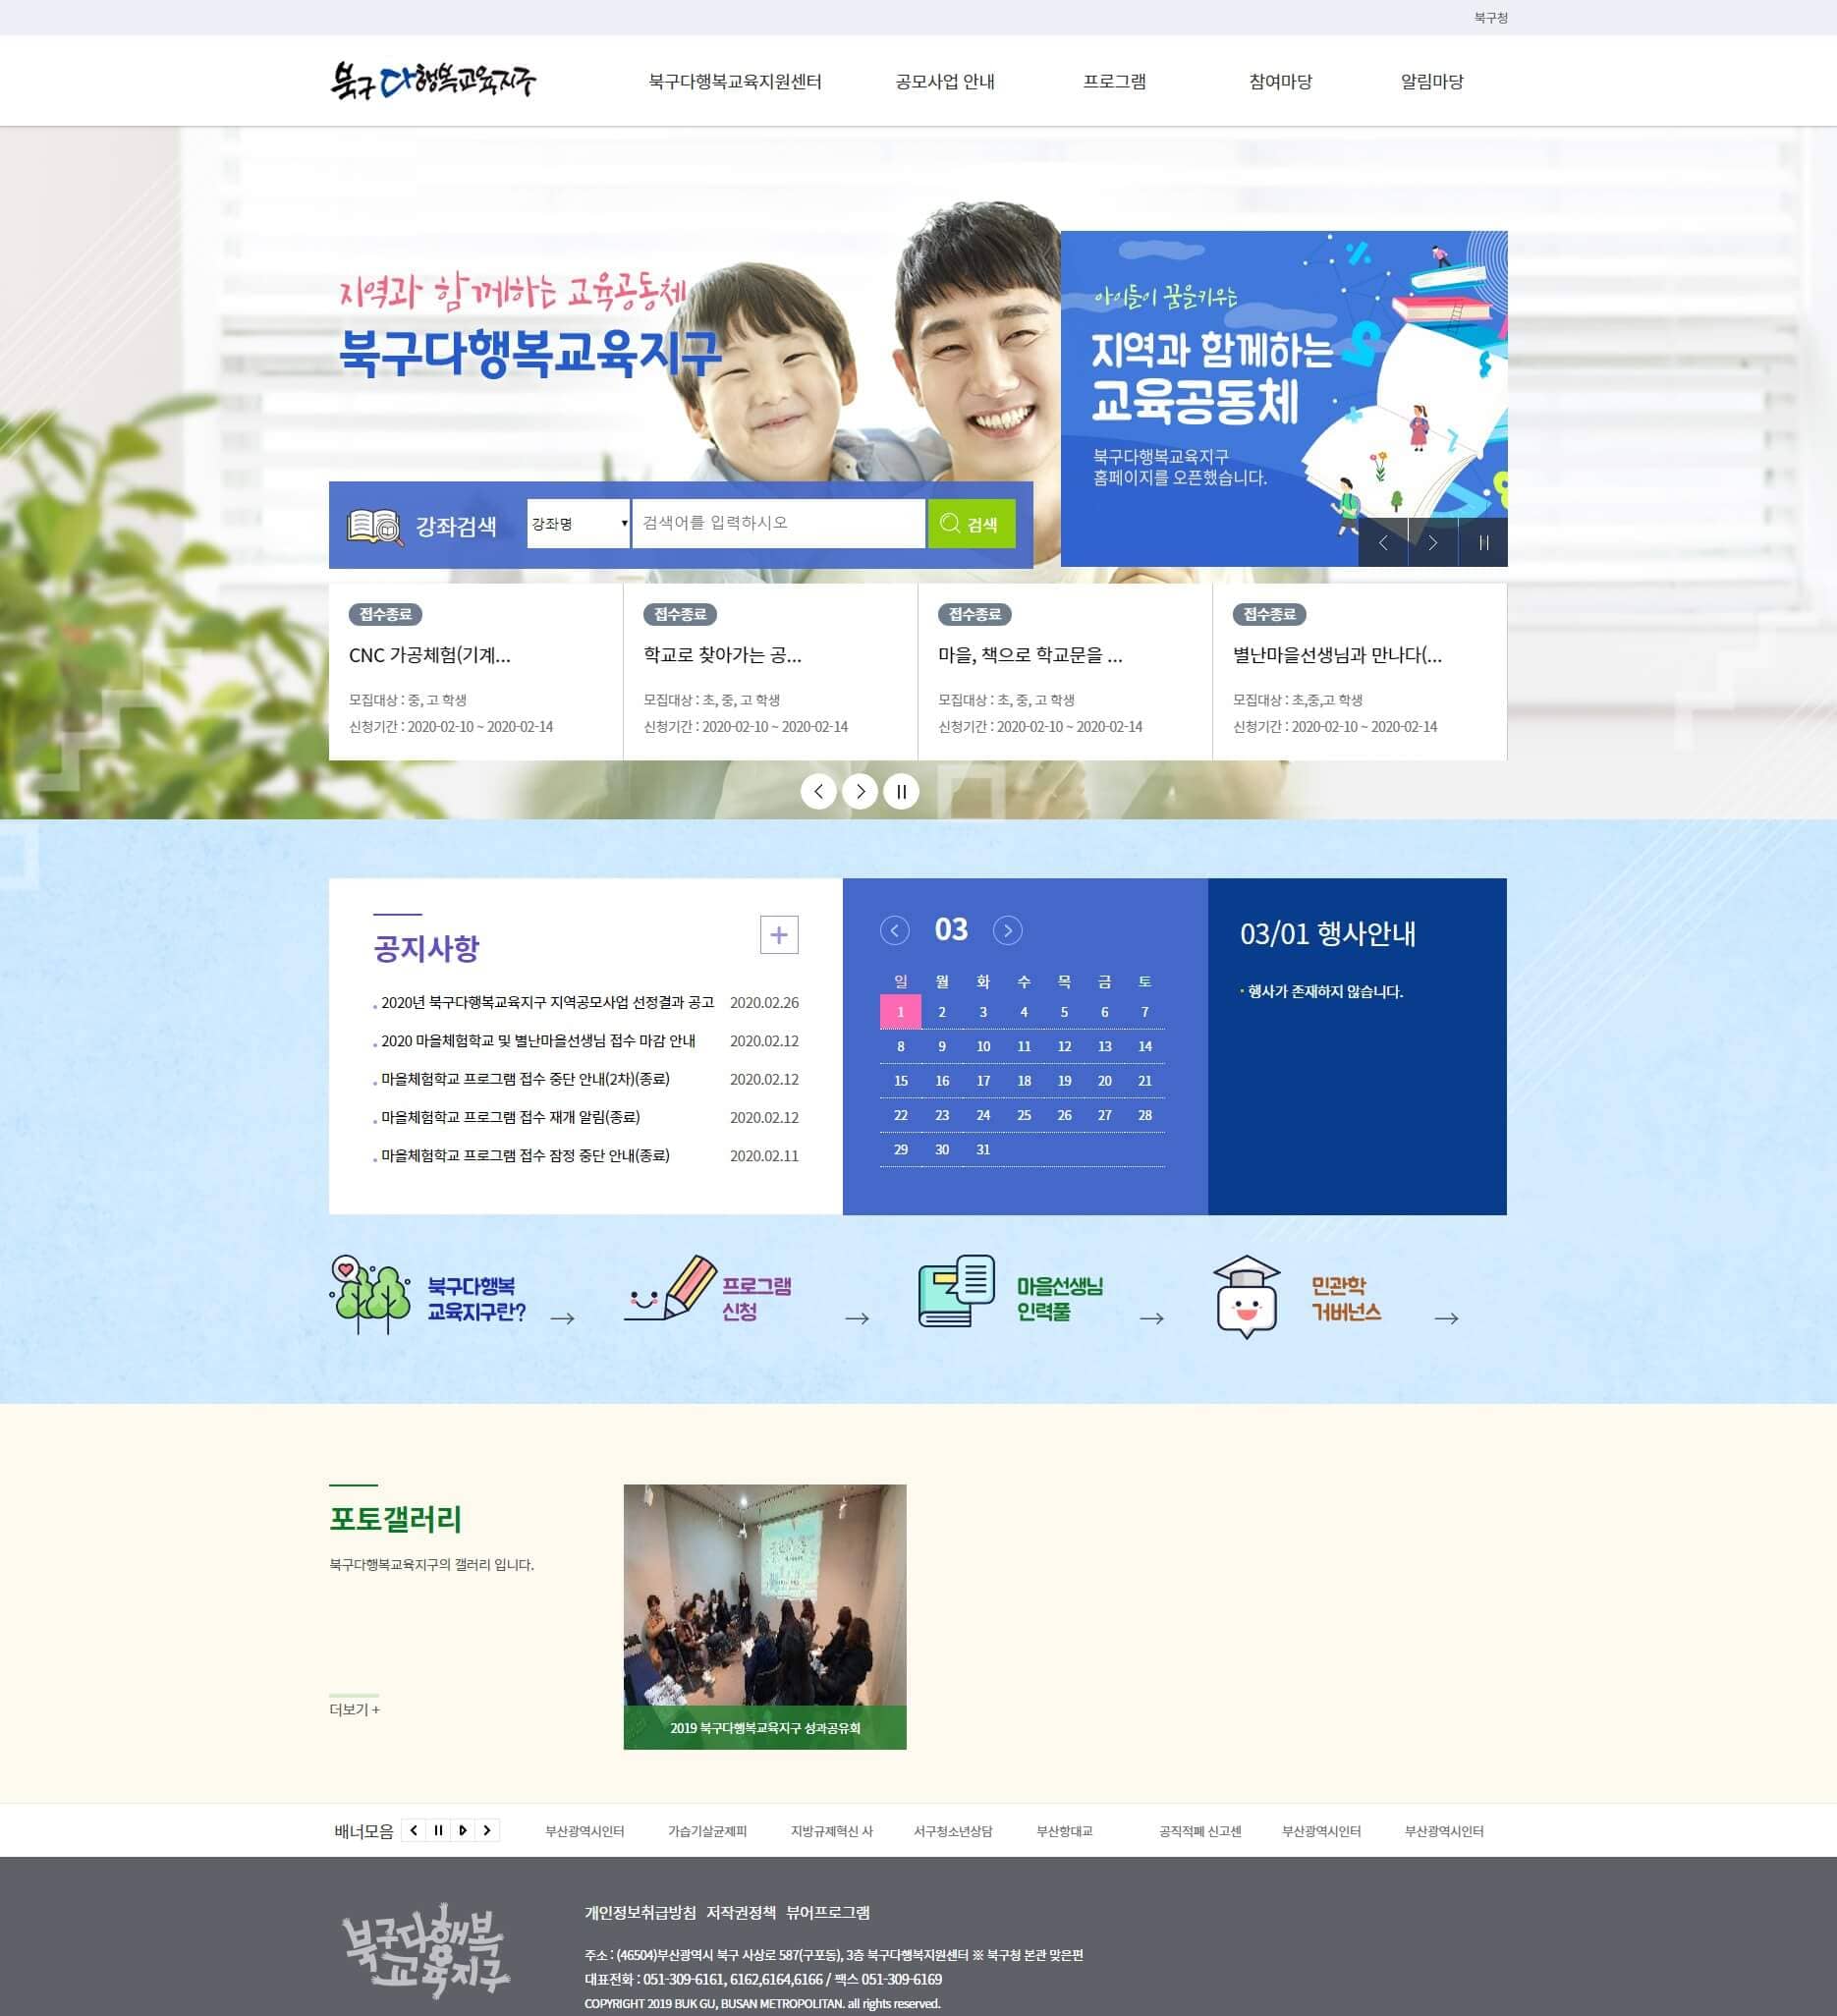 북구청
북구 다행복교육지구
북구다행복교육지원센터 공모사업 안내 프로그램 참여마당 알림마당
지역과 함께하는 교육공동체
북구다행복교육지구
아이들이 꿈을키우는
지역과 함께하는
교육공동체
북구다행복교육지구
홈페이지를 오픈했습니다.
강좌검색 강좌명 검색어를 입력하시오 검색
접수종료
CNC 가공체험(기계...
모집대상 : 중, 고 학생
신청기간 : 2020-02-10 ~ 2020-02-14
접수종료
학교로 찾아가는 공...
모집대상 : 초, 중, 고 학생
신청기간 : 2020-02-10 ~ 2020-02-14
접수종료
마을, 책으로 학교문을 ...
모집대상 : 초, 중, 고 학생
신청기간 : 2020-02-10 ~ 2020-02-14
접수종료
별난마을선생님과 만나다(...
모집대상 : 초,중,고 학생
신청기간 : 2020-02-10 ~ 2020-02-14
공지사항
2020년 북구다행복교육지구 지역공모사업 선정결과 공고 2020.02.26
2020 마을체험학교 및 별난마을선생님 접수 마감 안내 2020.02.12
마을체험학교 프로그램 접수 중단 안내(2차)(종료) 2020.02.12
마을체험학교 프로그램 접수 재개 알림(종료) 2020.02.12
마을체험학교 프로그램 접수 잠정 중단 안내(종료) 2020.02.11
03
일 월 화 수 목 금 토
1 2 3 4 5 6 7
8 9 10 11 12 13 14
15 16 17 18 19 20 21
22 23 24 25 26 27 28
29 30 31
03/01 행사안내
행사가 존재하지 않습니다.
북구다행복
교육지구란?
프로그램
신청
마을선생님
인력풀
민관학
거버넌스
포토갤러리
북구다행복교육지구의 갤러리 입니다.
더보기 +
2019 북구다행복교육지구 성과공유회
배너모음 부산광역시인터 가습기살균제피 지방규제혁신 사 서구청소년상담 부산항대교 공직적폐 신고센 부산광역시인터 부산광역시인터
북구다행복
교육지구
개인정보취급방침 저작권정책 뷰어프로그램
주소 : (46504)부산광역시 북구 사상로 587(구포동), 3층 북구다행복지원센터 ※ 북구청 본관 맞은편
대표전화 : 051-309-6161, 6162,6164,6166 / 팩스 051-309-6169
COPYRIGHT 2019 BUK GU, BUSAN METROPOLITAN. all rights reserved.